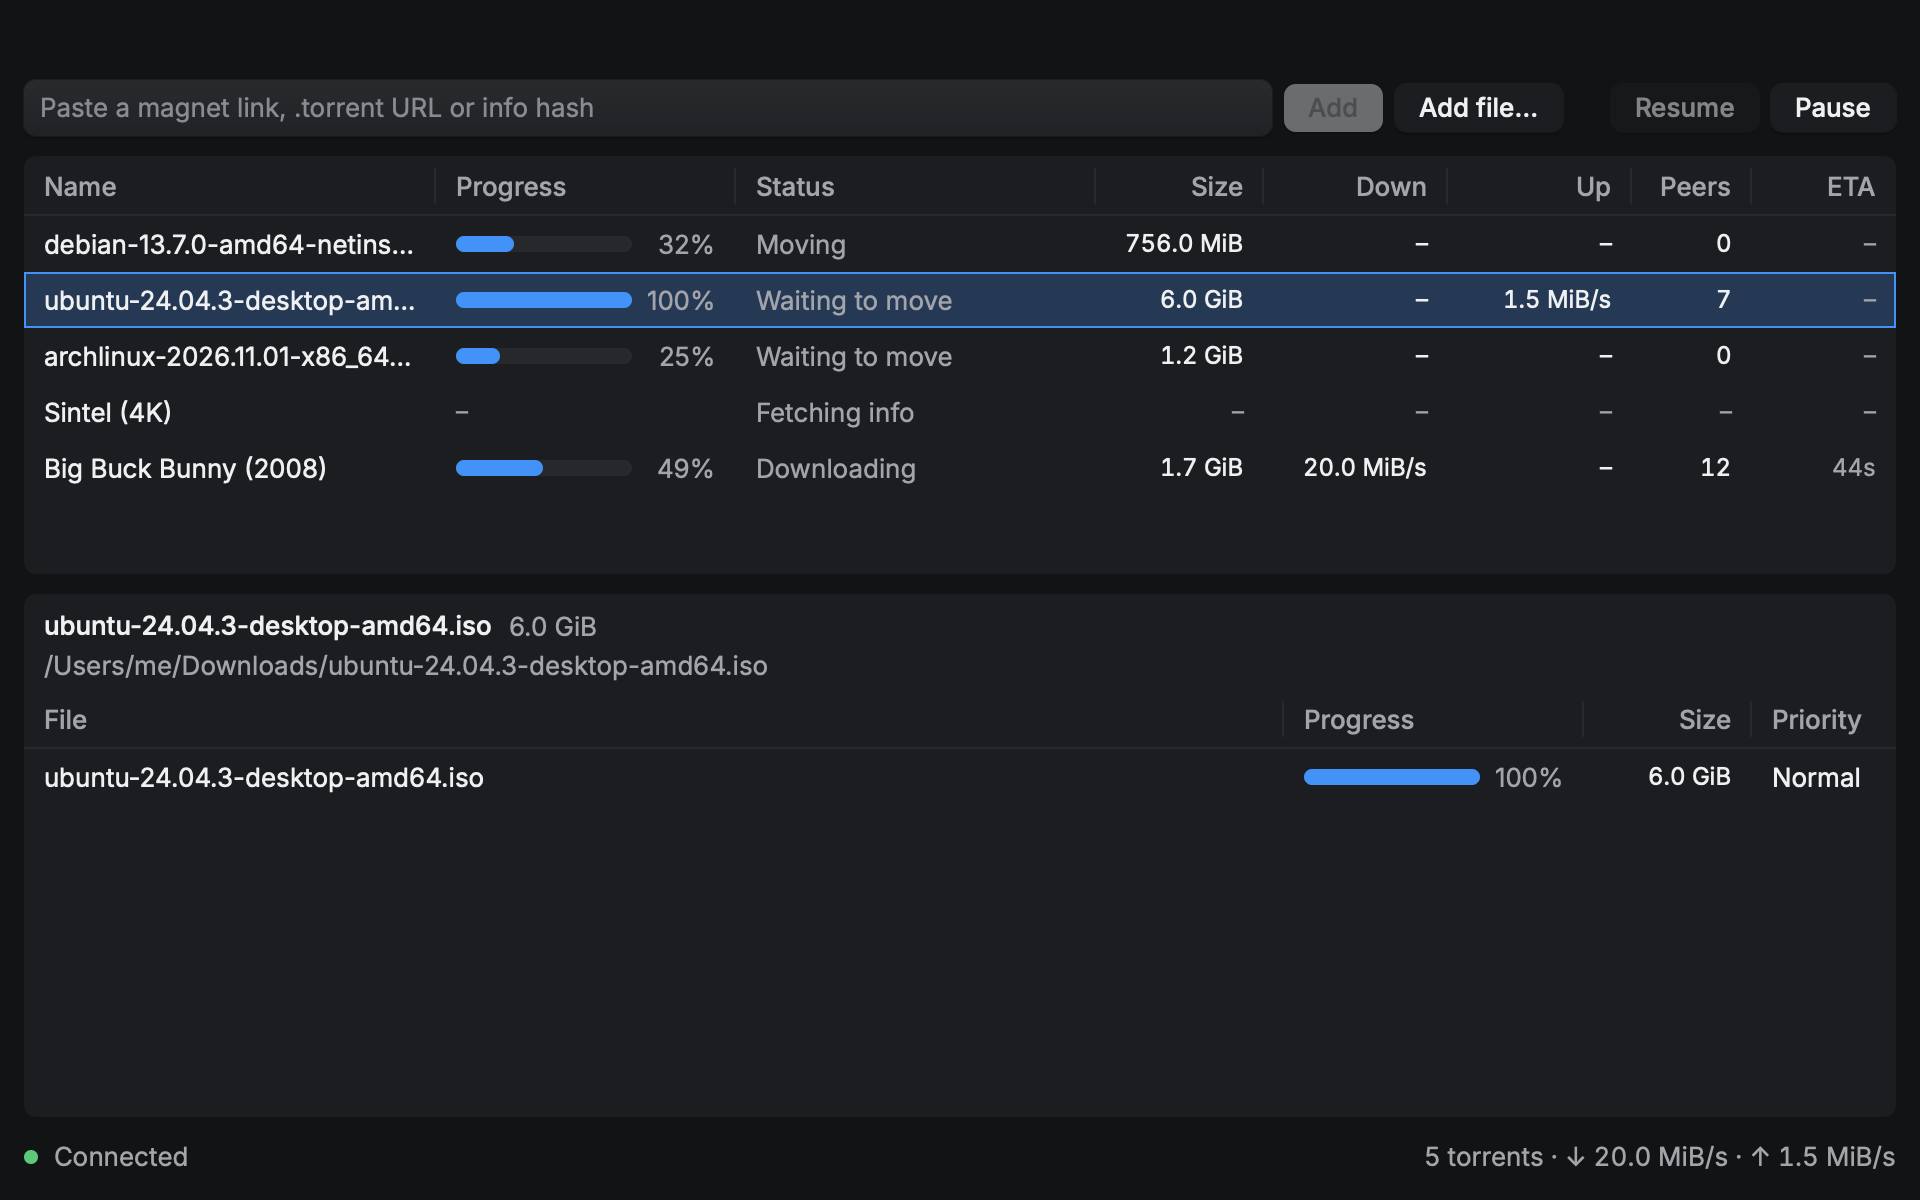 Paste a magnet link, .torrent URL or info hash Add Add file... Resume Pause
Name Progress Status Size Down Up Peers ETA
debian-13.7.0-amd64-netins... 32% Moving 756.0 MiB – – 0 –
ubuntu-24.04.3-desktop-am... 100% Waiting to move 6.0 GiB – 1.5 MiB/s 7 –
archlinux-2026.11.01-x86_64... 25% Waiting to move 1.2 GiB – – 0 –
Sintel (4K) – Fetching info – – – – –
Big Buck Bunny (2008) 49% Downloading 1.7 GiB 20.0 MiB/s – 12 44s
ubuntu-24.04.3-desktop-amd64.iso 6.0 GiB
/Users/me/Downloads/ubuntu-24.04.3-desktop-amd64.iso
File Progress Size Priority
ubuntu-24.04.3-desktop-amd64.iso 100% 6.0 GiB Normal
Connected 5 torrents · ↓ 20.0 MiB/s · ↑ 1.5 MiB/s